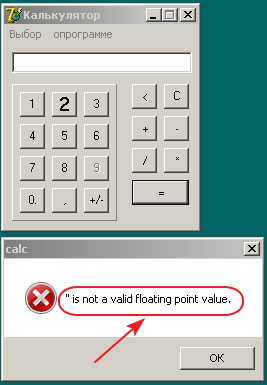 Калькулятор
Выбор опрограмме
1 2 3 < C
4 5 6 + -
7 8 9 / *
0. , +/- =
calc
'' is not a valid floating point value.
OK